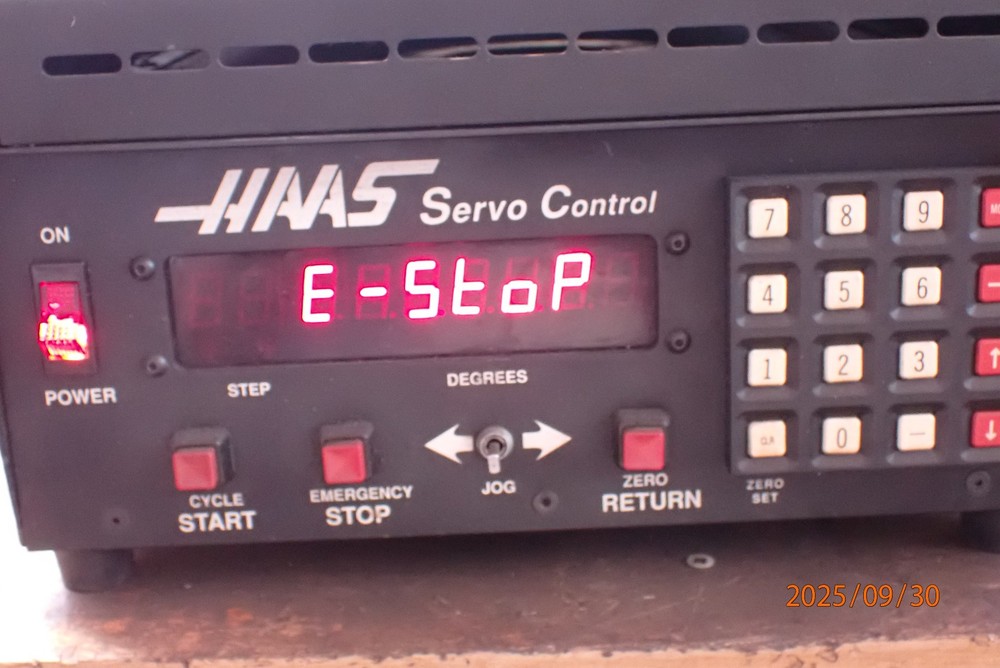 HAAS Servo Control
ON
E-StoP
POWER
STEP
DEGREES
CYCLE
START
EMERGENCY
STOP
JOG
ZERO
RETURN
7 8 9
4 5 6
1 2 3
CLR 0 -
ZERO
SET
2025/09/30